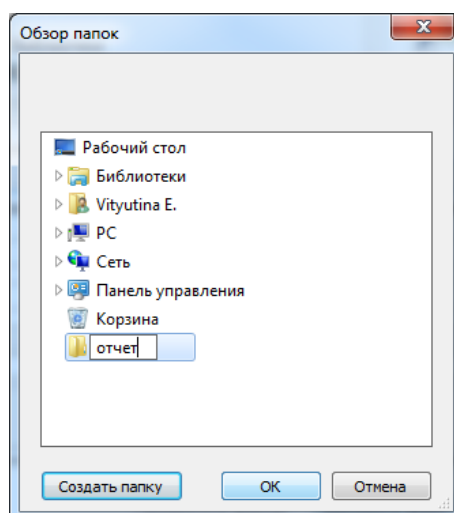 Обзор папок
Рабочий стол
Библиотеки
Vityutina E.
PC
Сеть
Панель управления
Корзина
отчет
Создать папку OK Отмена